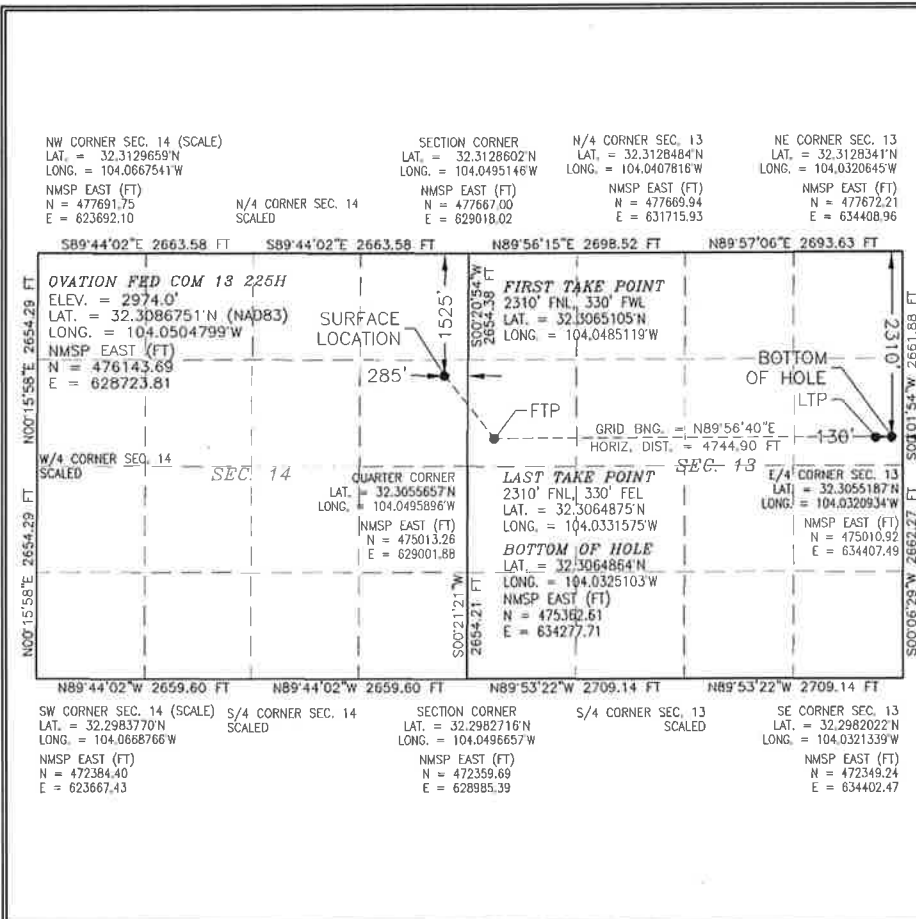 NW CORNER SEC. 14 (SCALE)
LAT. = 32.3129659'N
LONG. = 104.0667541'W
NMSP EAST (FT)
N = 477691.75
E = 623692.10
N/4 CORNER SEC. 14
SCALED
SECTION CORNER
LAT. = 32.3128602'N
LONG. = 104.0495146'W
NMSP EAST (FT)
N = 477667.00
E = 629018.02
N/4 CORNER SEC. 13
LAT. = 32.3128484'N
LONG. = 104.0407816'W
NMSP EAST (FT)
N = 477669.94
E = 631715.93
NE CORNER SEC. 13
LAT. = 32.3128341'N
LONG. = 104.0320645'W
NMSP EAST (FT)
N = 477672.21
E = 634408.96
S89'44'02"E 2663.58 FT
S89'44'02"E 2663.58 FT
N89'56'15"E 2698.52 FT
N89'57'06"E 2693.63 FT
OVATION FED COM 13 225H
ELEV. = 2974.0'
LAT. = 32.3086751'N (NAD83)
LONG. = 104.0504799'W
NMSP EAST (FT)
N = 476143.69
E = 628723.81
SURFACE
LOCATION
1525'
285'
S00'20'54"W
2654.38 FT
FIRST TAKE POINT
2310' FNL, 330' FWL
LAT. = 32.3065105'N
LONG. = 104.0485119'W
2310'
BOTTOM
OF HOLE
LTP
FTP
GRID BNG. = N89'56'40"E
HORIZ. DIST. = 4744.90 FT
130'
N00'15'58"E 2654.29 FT
S00'01'54"W 2661.88 FT
W/4 CORNER SEC. 14
SCALED
SEC. 14
SEC. 13
QUARTER CORNER
LAT. = 32.3055657'N
LONG. = 104.0495896'W
NMSP EAST (FT)
N = 475013.26
E = 629001.88
LAST TAKE POINT
2310' FNL, 330' FEL
LAT. = 32.3064875'N
LONG. = 104.0331575'W
BOTTOM OF HOLE
LAT. = 32.3064864'N
LONG. = 104.0325103'W
NMSP EAST (FT)
N = 475362.61
E = 634277.71
E/4 CORNER SEC. 13
LAT. = 32.3055187'N
LONG. = 104.0320934'W
NMSP EAST (FT)
N = 475010.92
E = 634407.49
N00'15'58"E 2654.29 FT
S00'21'21"W
2654.21 FT
S00'06'29"W 2662.27 FT
N89'44'02"W 2659.60 FT
N89'44'02"W 2659.60 FT
N89'53'22"W 2709.14 FT
N89'53'22"W 2709.14 FT
SW CORNER SEC. 14 (SCALE)
LAT. = 32.2983770'N
LONG. = 104.0668766'W
NMSP EAST (FT)
N = 472384.40
E = 623667.43
S/4 CORNER SEC. 14
SCALED
SECTION CORNER
LAT. = 32.2982716'N
LONG. = 104.0496657'W
NMSP EAST (FT)
N = 472359.69
E = 628985.39
S/4 CORNER SEC. 13
SCALED
SE CORNER SEC. 13
LAT. = 32.2982022'N
LONG. = 104.0321339'W
NMSP EAST (FT)
N = 472349.24
E = 634402.47